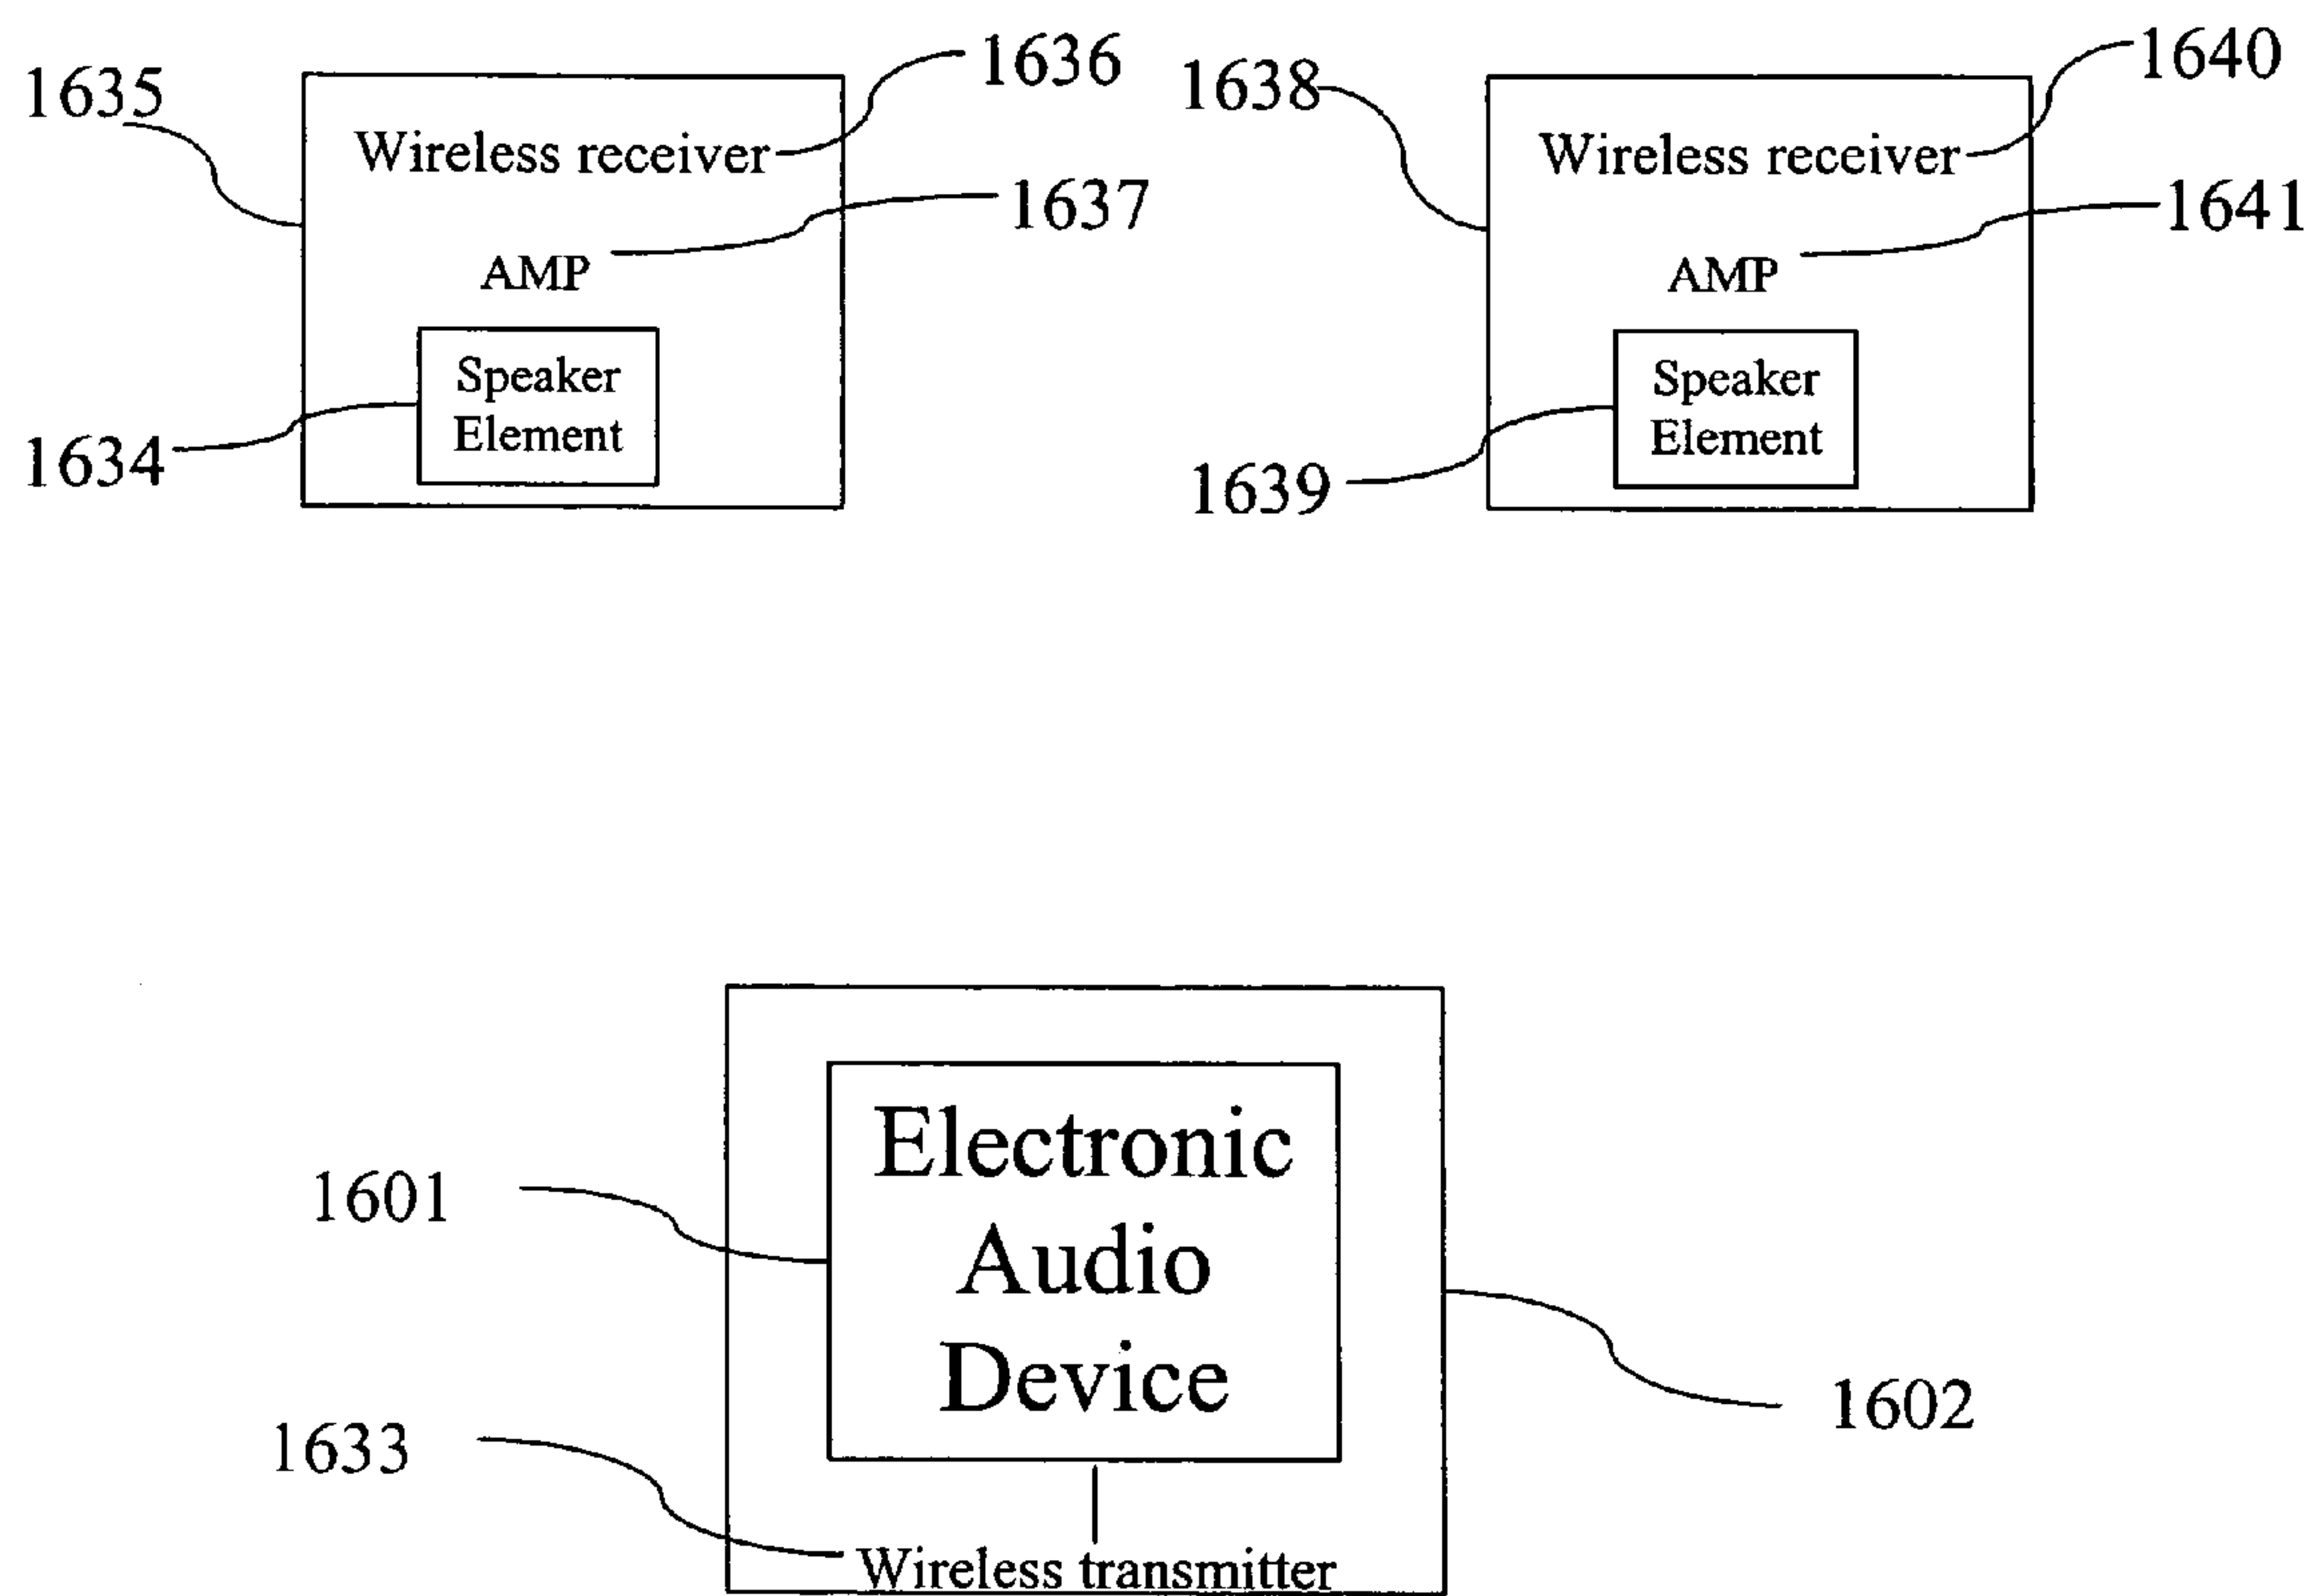 1635
1636
Wireless receiver
1637
AMP
Speaker
Element
1634
1638
1640
Wireless receiver
1641
AMP
Speaker
Element
1639
Electronic
Audio
Device
1601
1602
1633
Wireless transmitter